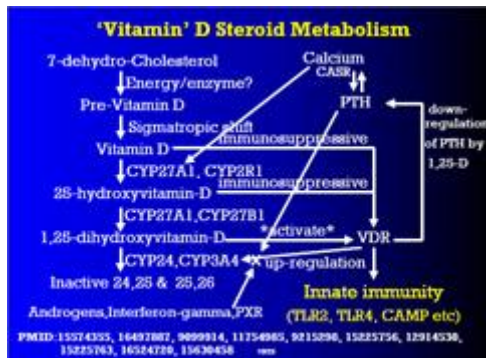 'Vitamin' D Steroid Metabolism
7-dehydro-Cholesterol
Energy/enzyme?
Pre-Vitamin D
Sigmatropic shift
Vitamin D
immunosuppressive
CYP27A1, CYP2R1
25-hydroxyvitamin-D
immunosuppressive
CYP27A1,CYP27B1
1,25-dihydroxyvitamin-D
*activate*
VDR
CYP24,CYP3A4
X
up-regulation
Inactive 24,25 & 25,26
Androgens,Interferon-gamma,PXR
Calcium
CASR
PTH
down-
regulation
of PTH by
1,25-D
Innate immunity
(TLR2, TLR4, CAMP etc)
PMID:15574355, 16497887, 9099914, 11754985, 9215296, 15225756, 12914530,
15225763, 16524720, 15630458